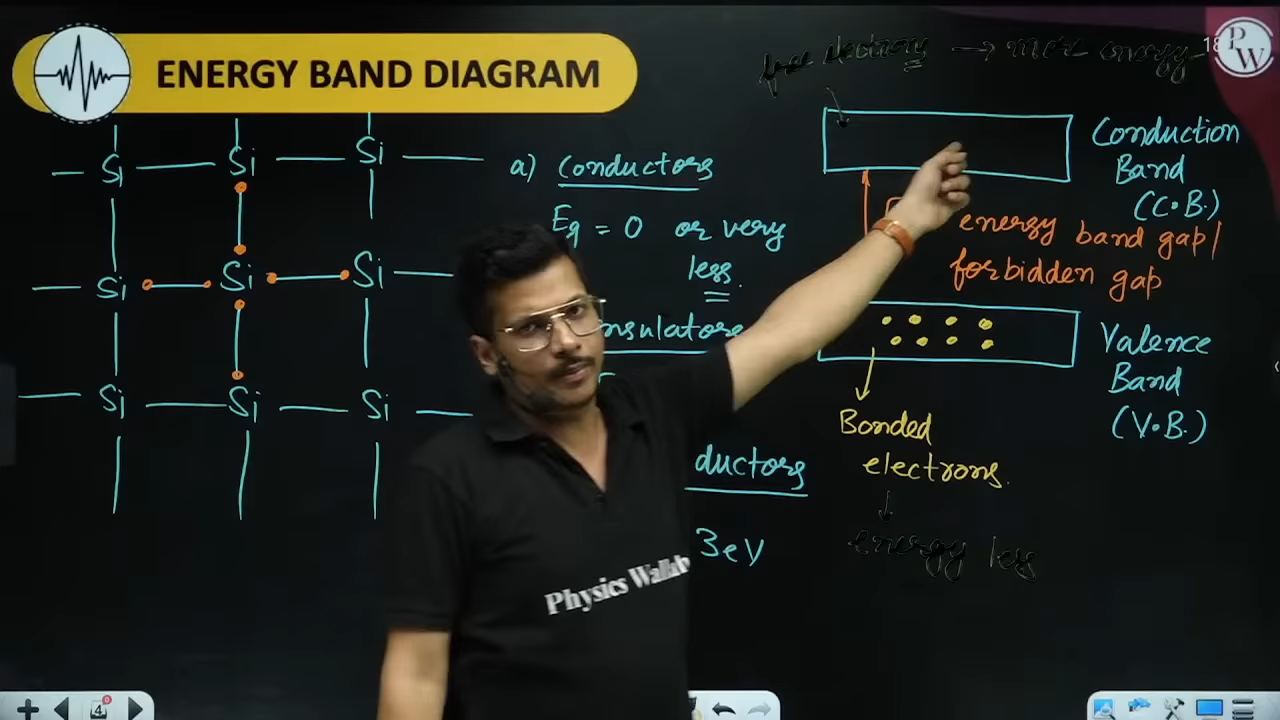 ENERGY BAND DIAGRAM
free electrons → more energy
18
PW
Si Si Si
Si Si Si
Si Si Si
a) Conductors
Eg = 0 or very
less
nsulators
ductors
3eV
Conduction
Band
(C.B.)
energy band gap/
forbidden gap
Valence
Band
(V.B.)
Bonded
electrons.
energy less
Physics Wallah